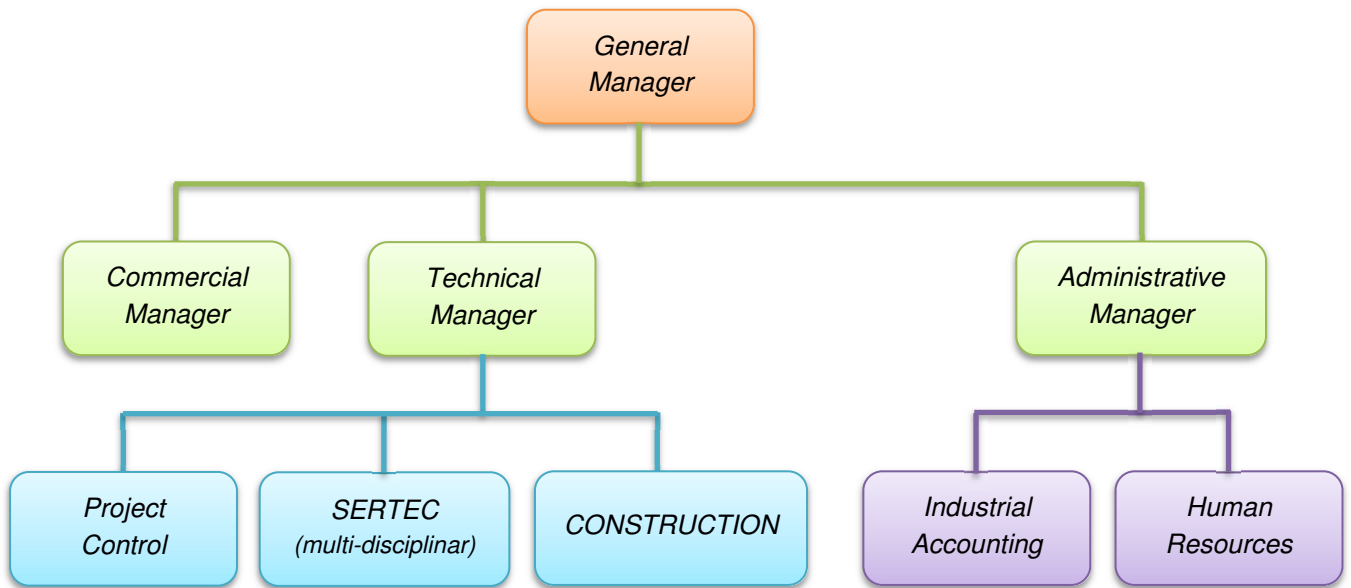 General
Manager
Commercial
Manager
Technical
Manager
Administrative
Manager
Project
Control
SERTEC
(multi-disciplinar)
CONSTRUCTION
Industrial
Accounting
Human
Resources